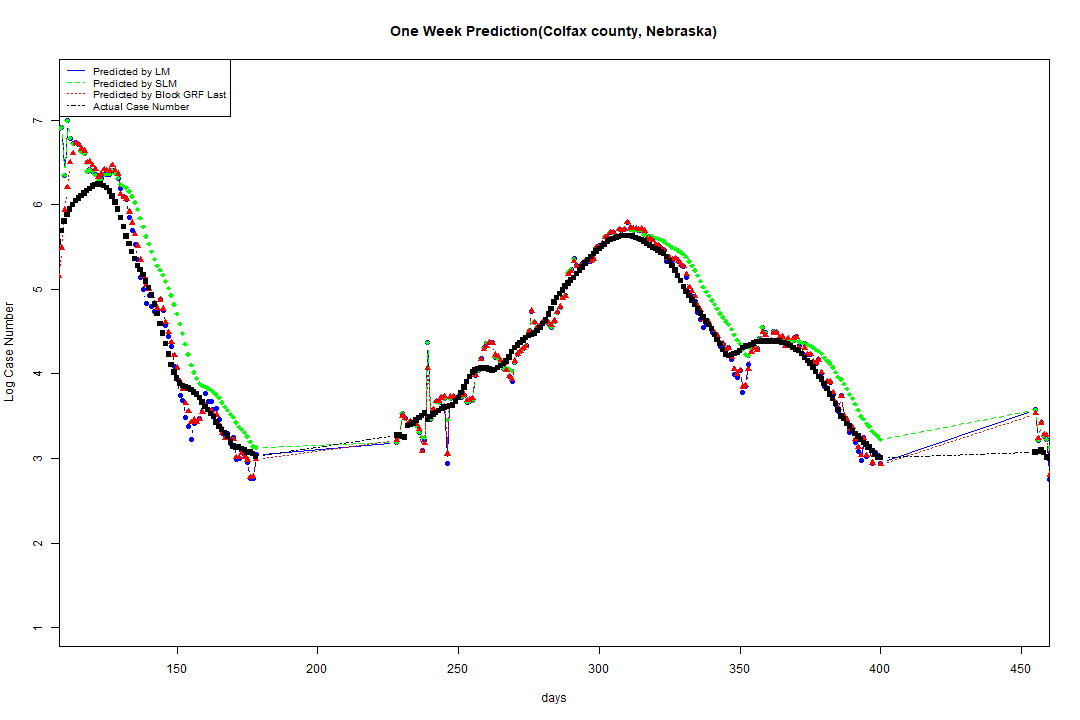 One Week Prediction(Colfax county, Nebraska)
Predicted by LM
Predicted by SLM
Predicted by Block GRF Last
Actual Case Number
7
6
5
4
3
2
1
Log Case Number
150 200 250 300 350 400 450
days